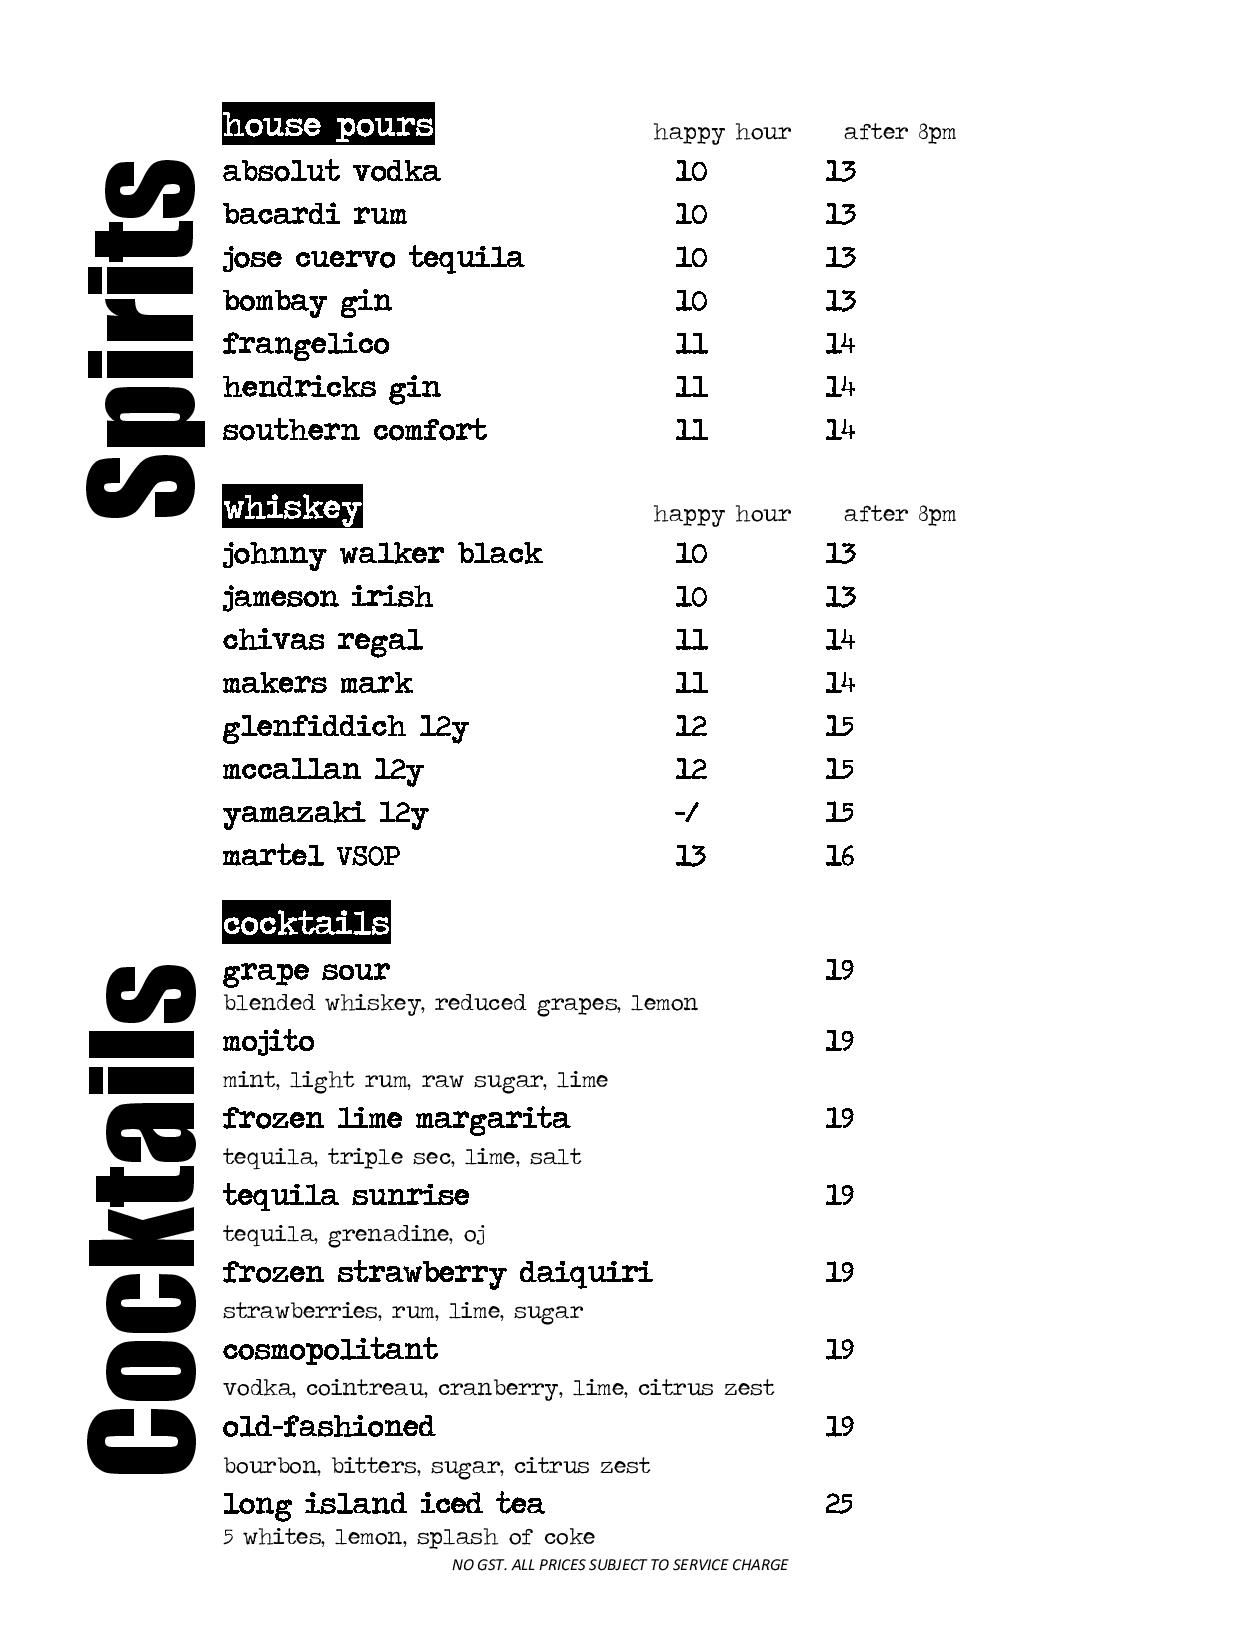 Spirits
house pours happy hour after 8pm
absolut vodka 10 13
bacardi rum 10 13
jose cuervo tequila 10 13
bombay gin 10 13
frangelico 11 14
hendricks gin 11 14
southern comfort 11 14
whiskey happy hour after 8pm
johnny walker black 10 13
jameson irish 10 13
chivas regal 11 14
makers mark 11 14
glenfiddich 12y 12 15
mccallan 12y 12 15
yamazaki 12y -/ 15
martel VSOP 13 16
Cocktails
cocktails
grape sour 19
blended whiskey, reduced grapes, lemon
mojito 19
mint, light rum, raw sugar, lime
frozen lime margarita 19
tequila, triple sec, lime, salt
tequila sunrise 19
tequila, grenadine, oj
frozen strawberry daiquiri 19
strawberries, rum, lime, sugar
cosmopolitant 19
vodka, cointreau, cranberry, lime, citrus zest
old-fashioned 19
bourbon, bitters, sugar, citrus zest
long island iced tea 25
5 whites, lemon, splash of coke
NO GST. ALL PRICES SUBJECT TO SERVICE CHARGE